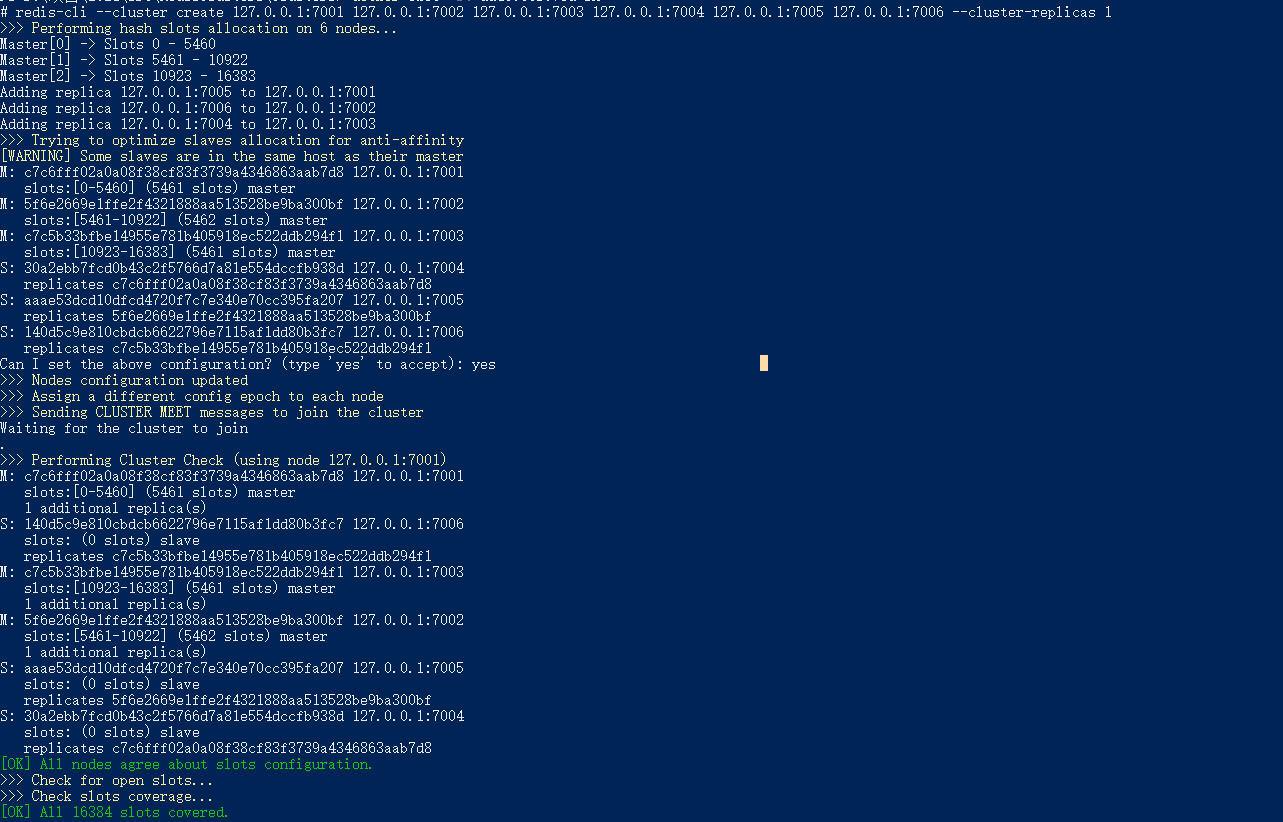 # redis-cli --cluster create 127.0.0.1:7001 127.0.0.1:7002 127.0.0.1:7003 127.0.0.1:7004 127.0.0.1:7005 127.0.0.1:7006 --cluster-replicas 1
>>> Performing hash slots allocation on 6 nodes...
Master[0] -> Slots 0 - 5460
Master[1] -> Slots 5461 - 10922
Master[2] -> Slots 10923 - 16383
Adding replica 127.0.0.1:7005 to 127.0.0.1:7001
Adding replica 127.0.0.1:7006 to 127.0.0.1:7002
Adding replica 127.0.0.1:7004 to 127.0.0.1:7003
>>> Trying to optimize slaves allocation for anti-affinity
[WARNING] Some slaves are in the same host as their master
M: c7c6fff02a0a08f38cf83f3739a4346863aab7d8 127.0.0.1:7001
   slots:[0-5460] (5461 slots) master
M: 5f6e2669e1ffe2f4321888aa513528be9ba300bf 127.0.0.1:7002
   slots:[5461-10922] (5462 slots) master
M: c7c5b33bfbe14955e781b405918ec522ddb294f1 127.0.0.1:7003
   slots:[10923-16383] (5461 slots) master
S: 30a2ebb7fcd0b43c2f5766d7a81e554dccfb938d 127.0.0.1:7004
   replicates c7c6fff02a0a08f38cf83f3739a4346863aab7d8
S: aaae53dcd10dfcd4720f7c7e340e70cc395fa207 127.0.0.1:7005
   replicates 5f6e2669e1ffe2f4321888aa513528be9ba300bf
S: 140d5c9e810cbdcb6622796e7115af1dd80b3fc7 127.0.0.1:7006
   replicates c7c5b33bfbe14955e781b405918ec522ddb294f1
Can I set the above configuration? (type 'yes' to accept): yes
>>> Nodes configuration updated
>>> Assign a different config epoch to each node
>>> Sending CLUSTER MEET messages to join the cluster
Waiting for the cluster to join
.
>>> Performing Cluster Check (using node 127.0.0.1:7001)
M: c7c6fff02a0a08f38cf83f3739a4346863aab7d8 127.0.0.1:7001
   slots:[0-5460] (5461 slots) master
   1 additional replica(s)
S: 140d5c9e810cbdcb6622796e7115af1dd80b3fc7 127.0.0.1:7006
   slots: (0 slots) slave
   replicates c7c5b33bfbe14955e781b405918ec522ddb294f1
M: c7c5b33bfbe14955e781b405918ec522ddb294f1 127.0.0.1:7003
   slots:[10923-16383] (5461 slots) master
   1 additional replica(s)
M: 5f6e2669e1ffe2f4321888aa513528be9ba300bf 127.0.0.1:7002
   slots:[5461-10922] (5462 slots) master
   1 additional replica(s)
S: aaae53dcd10dfcd4720f7c7e340e70cc395fa207 127.0.0.1:7005
   slots: (0 slots) slave
   replicates 5f6e2669e1ffe2f4321888aa513528be9ba300bf
S: 30a2ebb7fcd0b43c2f5766d7a81e554dccfb938d 127.0.0.1:7004
   slots: (0 slots) slave
   replicates c7c6fff02a0a08f38cf83f3739a4346863aab7d8
[OK] All nodes agree about slots configuration.
>>> Check for open slots...
>>> Check slots coverage...
[OK] All 16384 slots covered.